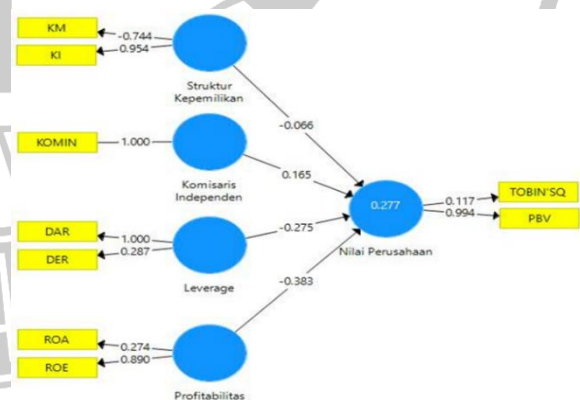 KM
-0.744
KI
0.954
Struktur
Kepemilikan
-0.066
KOMIN
1.000
Komisaris
Independen
0.165
DAR
1.000
DER
0.287
Leverage
-0.275
ROA
0.274
ROE
0.890
Profitabilitas
-0.383
0.277
Nilai Perusahaan
0.117
TOBIN'SQ
0.994
PBV